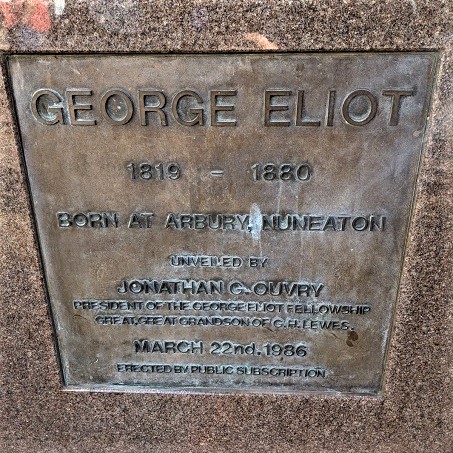 GEORGE ELIOT
1819 - 1880
BORN AT ARBURY, NUNEATON
UNVEILED BY
JONATHAN G. OUVRY
PRESIDENT OF THE GEORGE ELIOT FELLOWSHIP
GREAT, GREAT GRANDSON OF G.H. LEWES.
MARCH 22nd. 1986
ERECTED BY PUBLIC SUBSCRIPTION